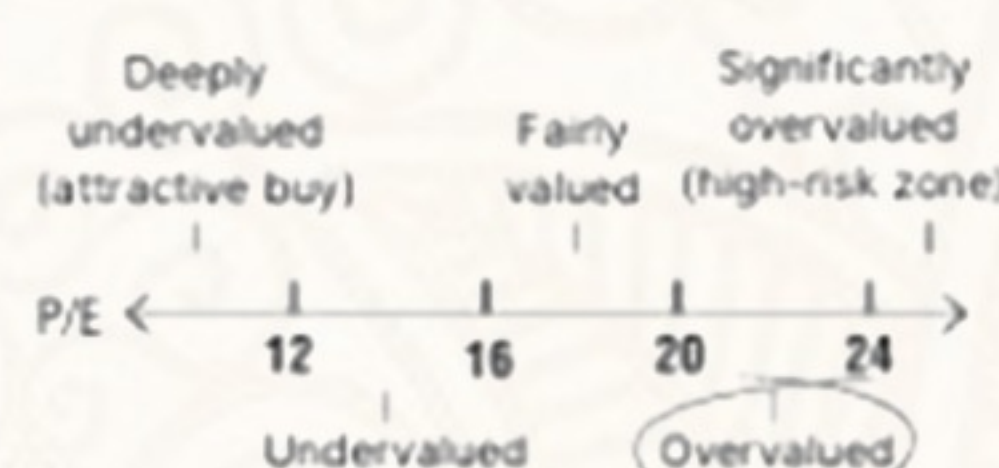 Deeply
undervalued
(attractive buy)
Fairly
valued
Significantly
overvalued
(high-risk zone)
P/E
12
16
20
24
Undervalued
Overvalued